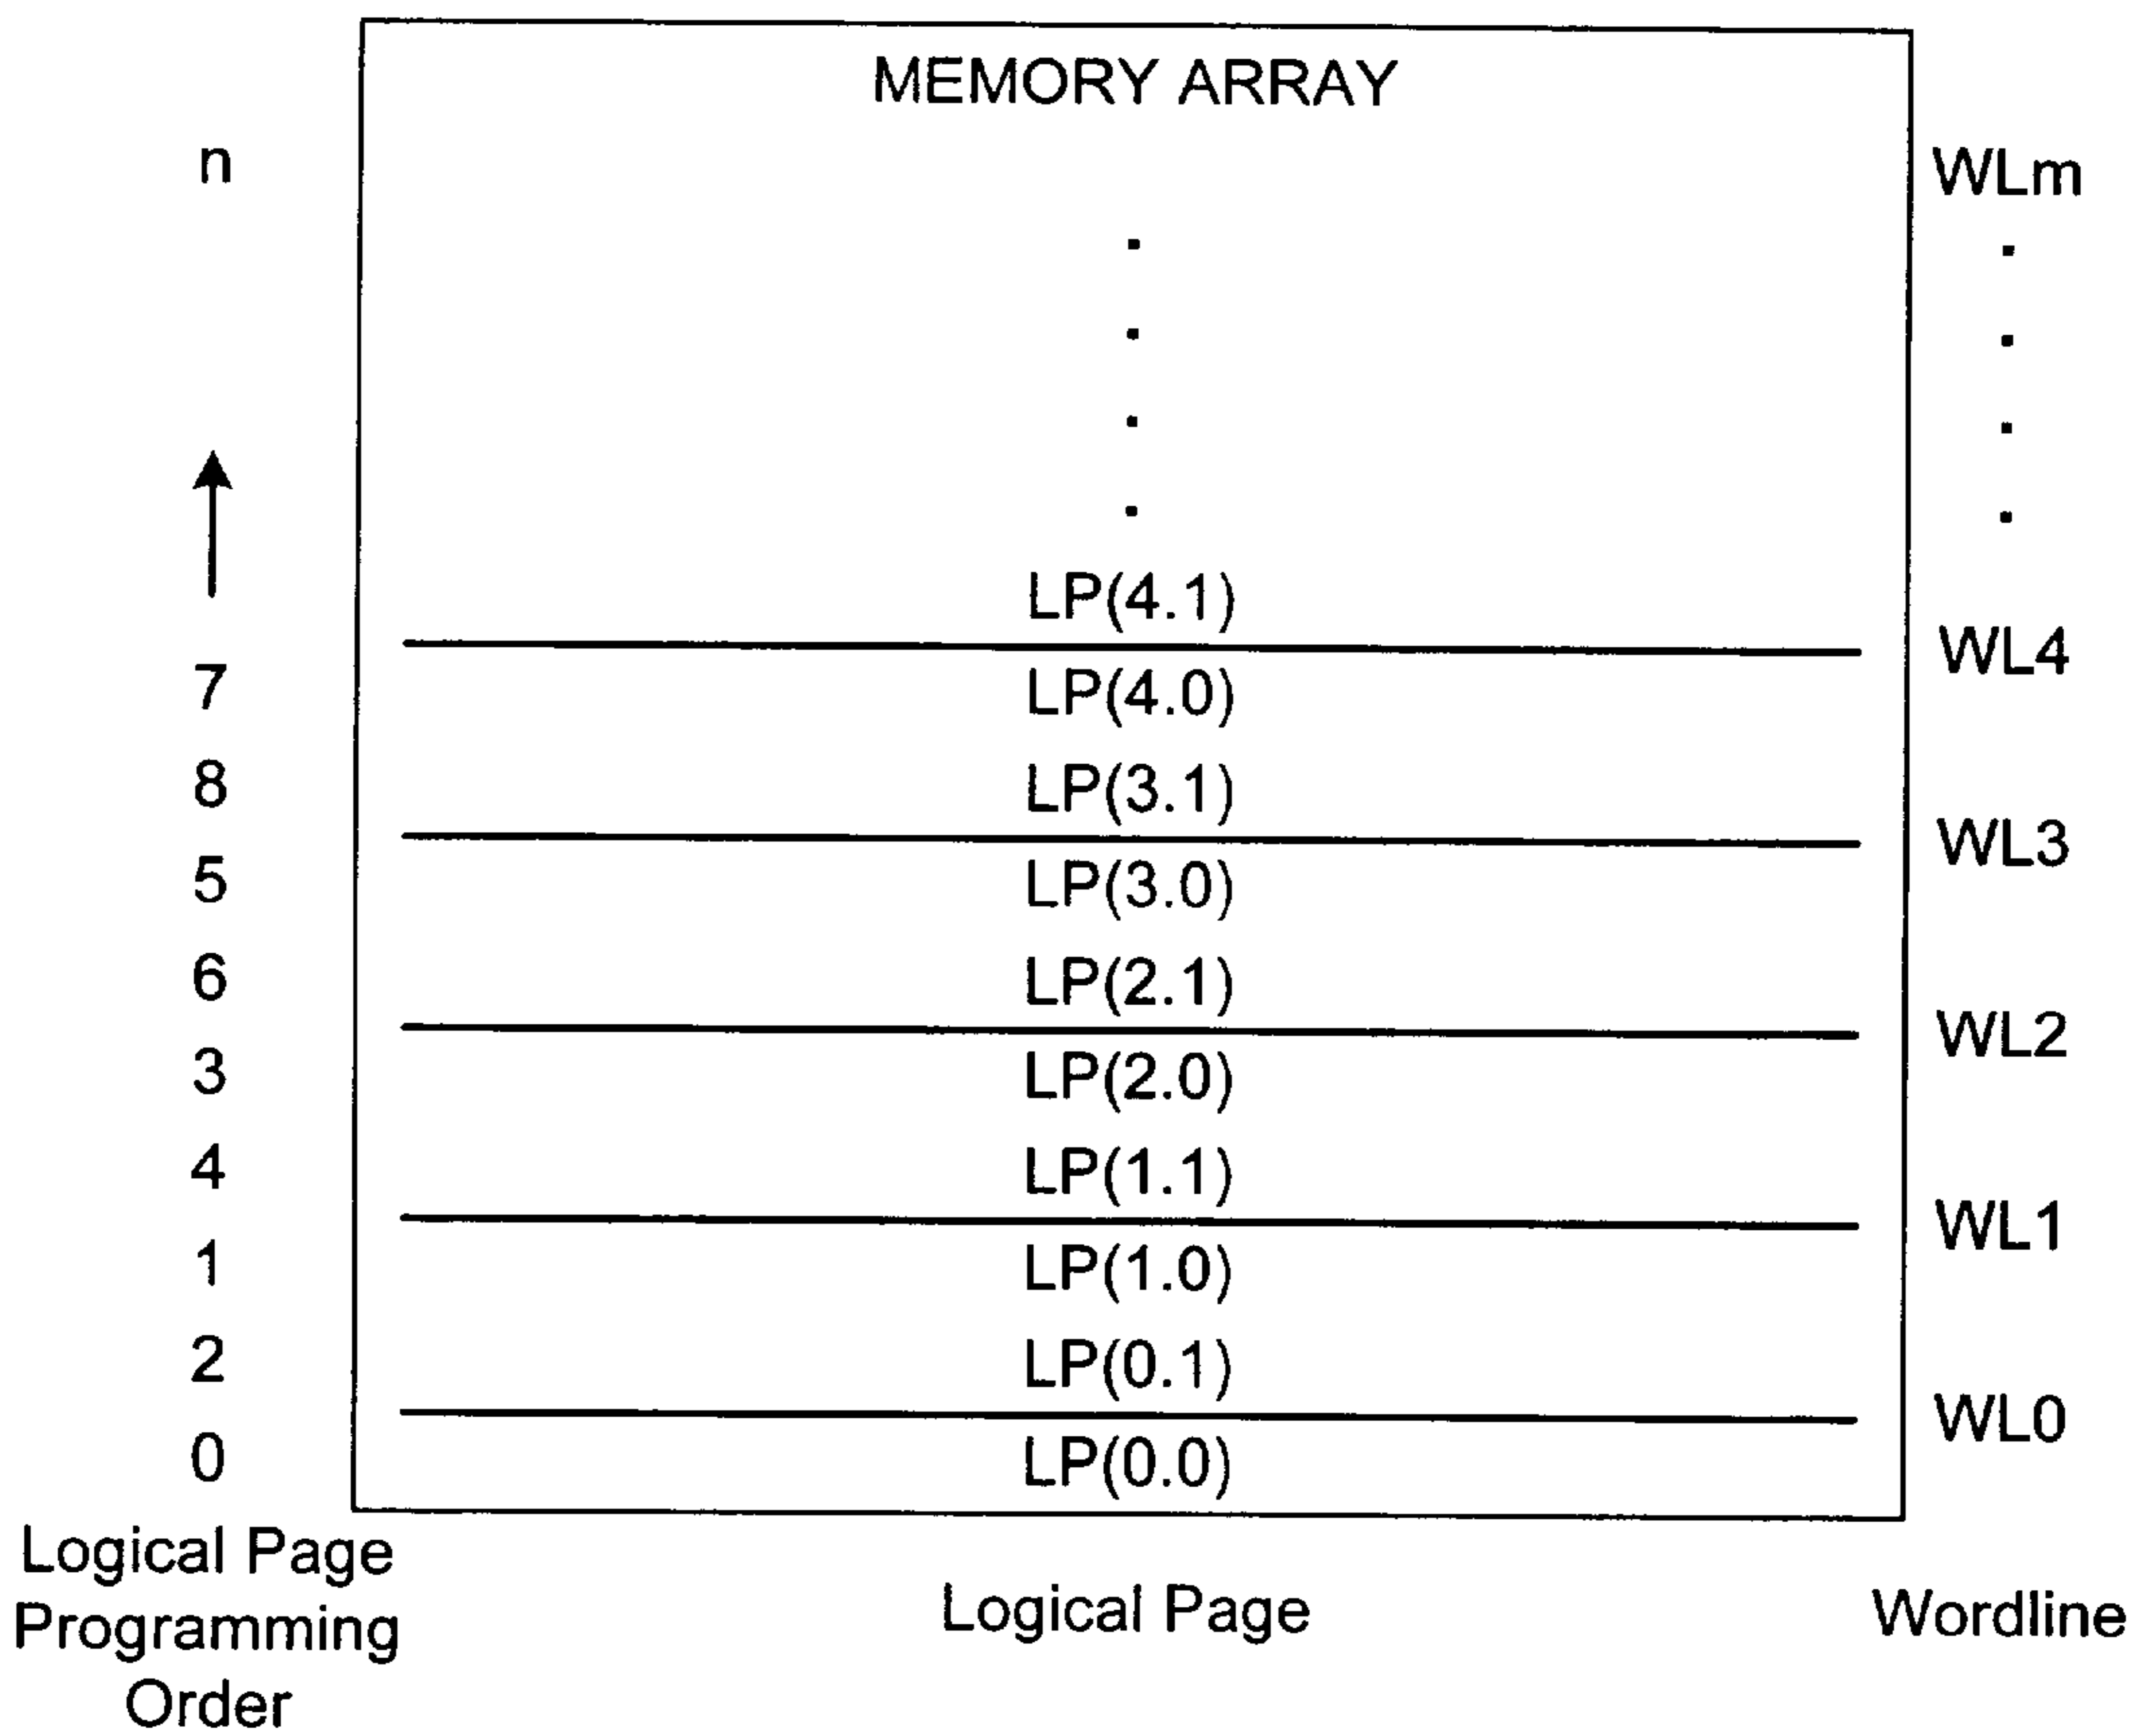 MEMORY ARRAY
n WLm
LP(4.1)
WL4
7 LP(4.0)
8 LP(3.1)
WL3
5 LP(3.0)
6 LP(2.1)
WL2
3 LP(2.0)
4 LP(1.1)
WL1
1 LP(1.0)
2 LP(0.1)
WL0
0 LP(0.0)
Logical Page
Programming
Order
Logical Page
Wordline